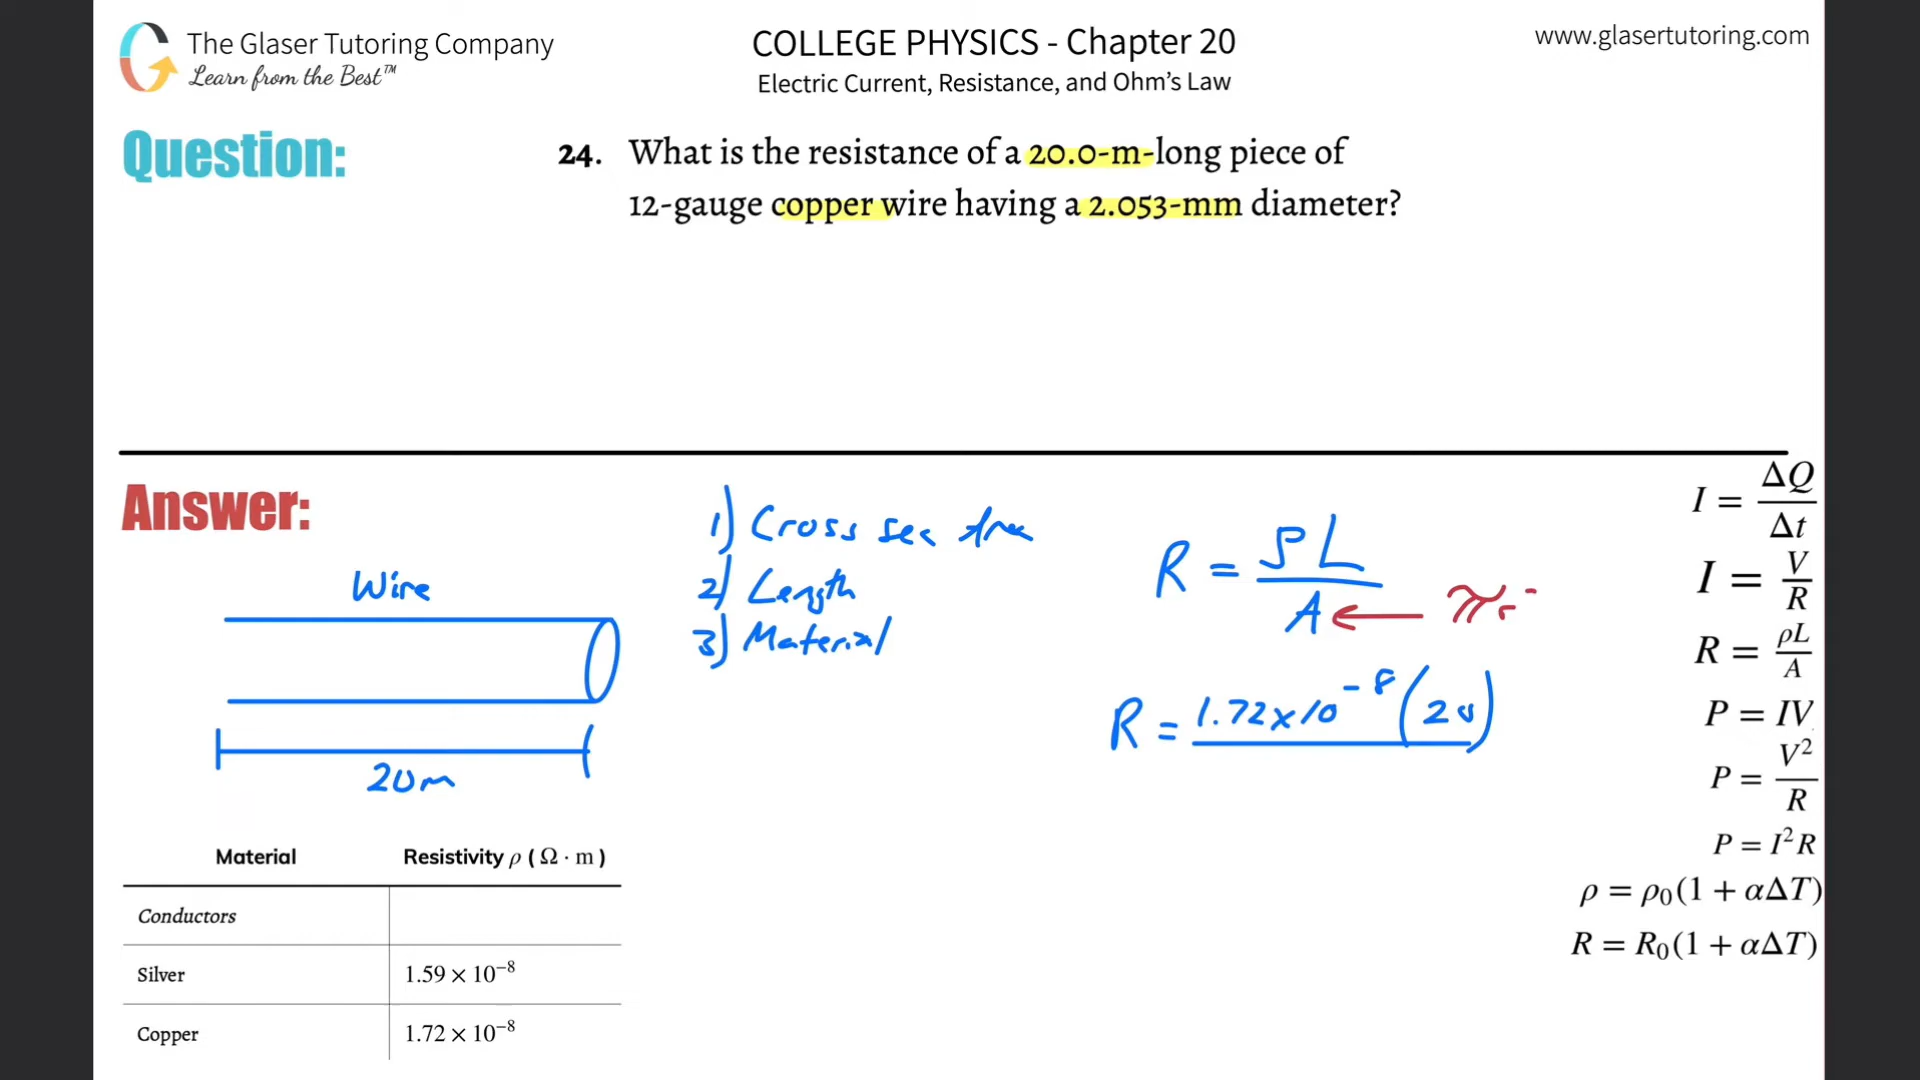 The Glaser Tutoring Company
Learn from the Best™
COLLEGE PHYSICS - Chapter 20
Electric Current, Resistance, and Ohm's Law
www.glasertutoring.com
Question:
24. What is the resistance of a 20.0-m-long piece of
12-gauge copper wire having a 2.053-mm diameter?
Answer:
Wire
20m
1) Cross sec Area
2) Length
3) Material
R = ρL / A ← πr
R = 1.72x10^-8 (20)
I = ΔQ / Δt
I = V / R
R = ρL / A
P = IV
P = V² / R
P = I²R
ρ = ρ₀(1 + αΔT)
R = R₀(1 + αΔT)
Material Resistivity ρ ( Ω · m )
Conductors
Silver 1.59 × 10⁻⁸
Copper 1.72 × 10⁻⁸